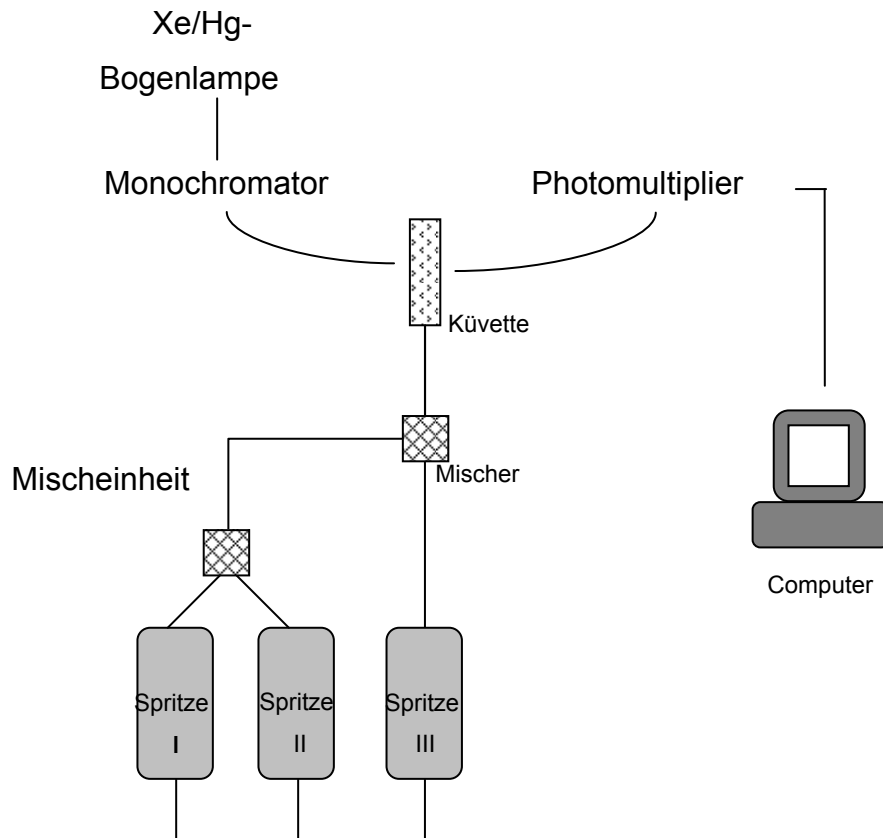 Xe/Hg-
Bogenlampe
Monochromator
Photomultiplier
Küvette
Mischer
Mischeinheit
Computer
Spritze
I
Spritze
II
Spritze
III